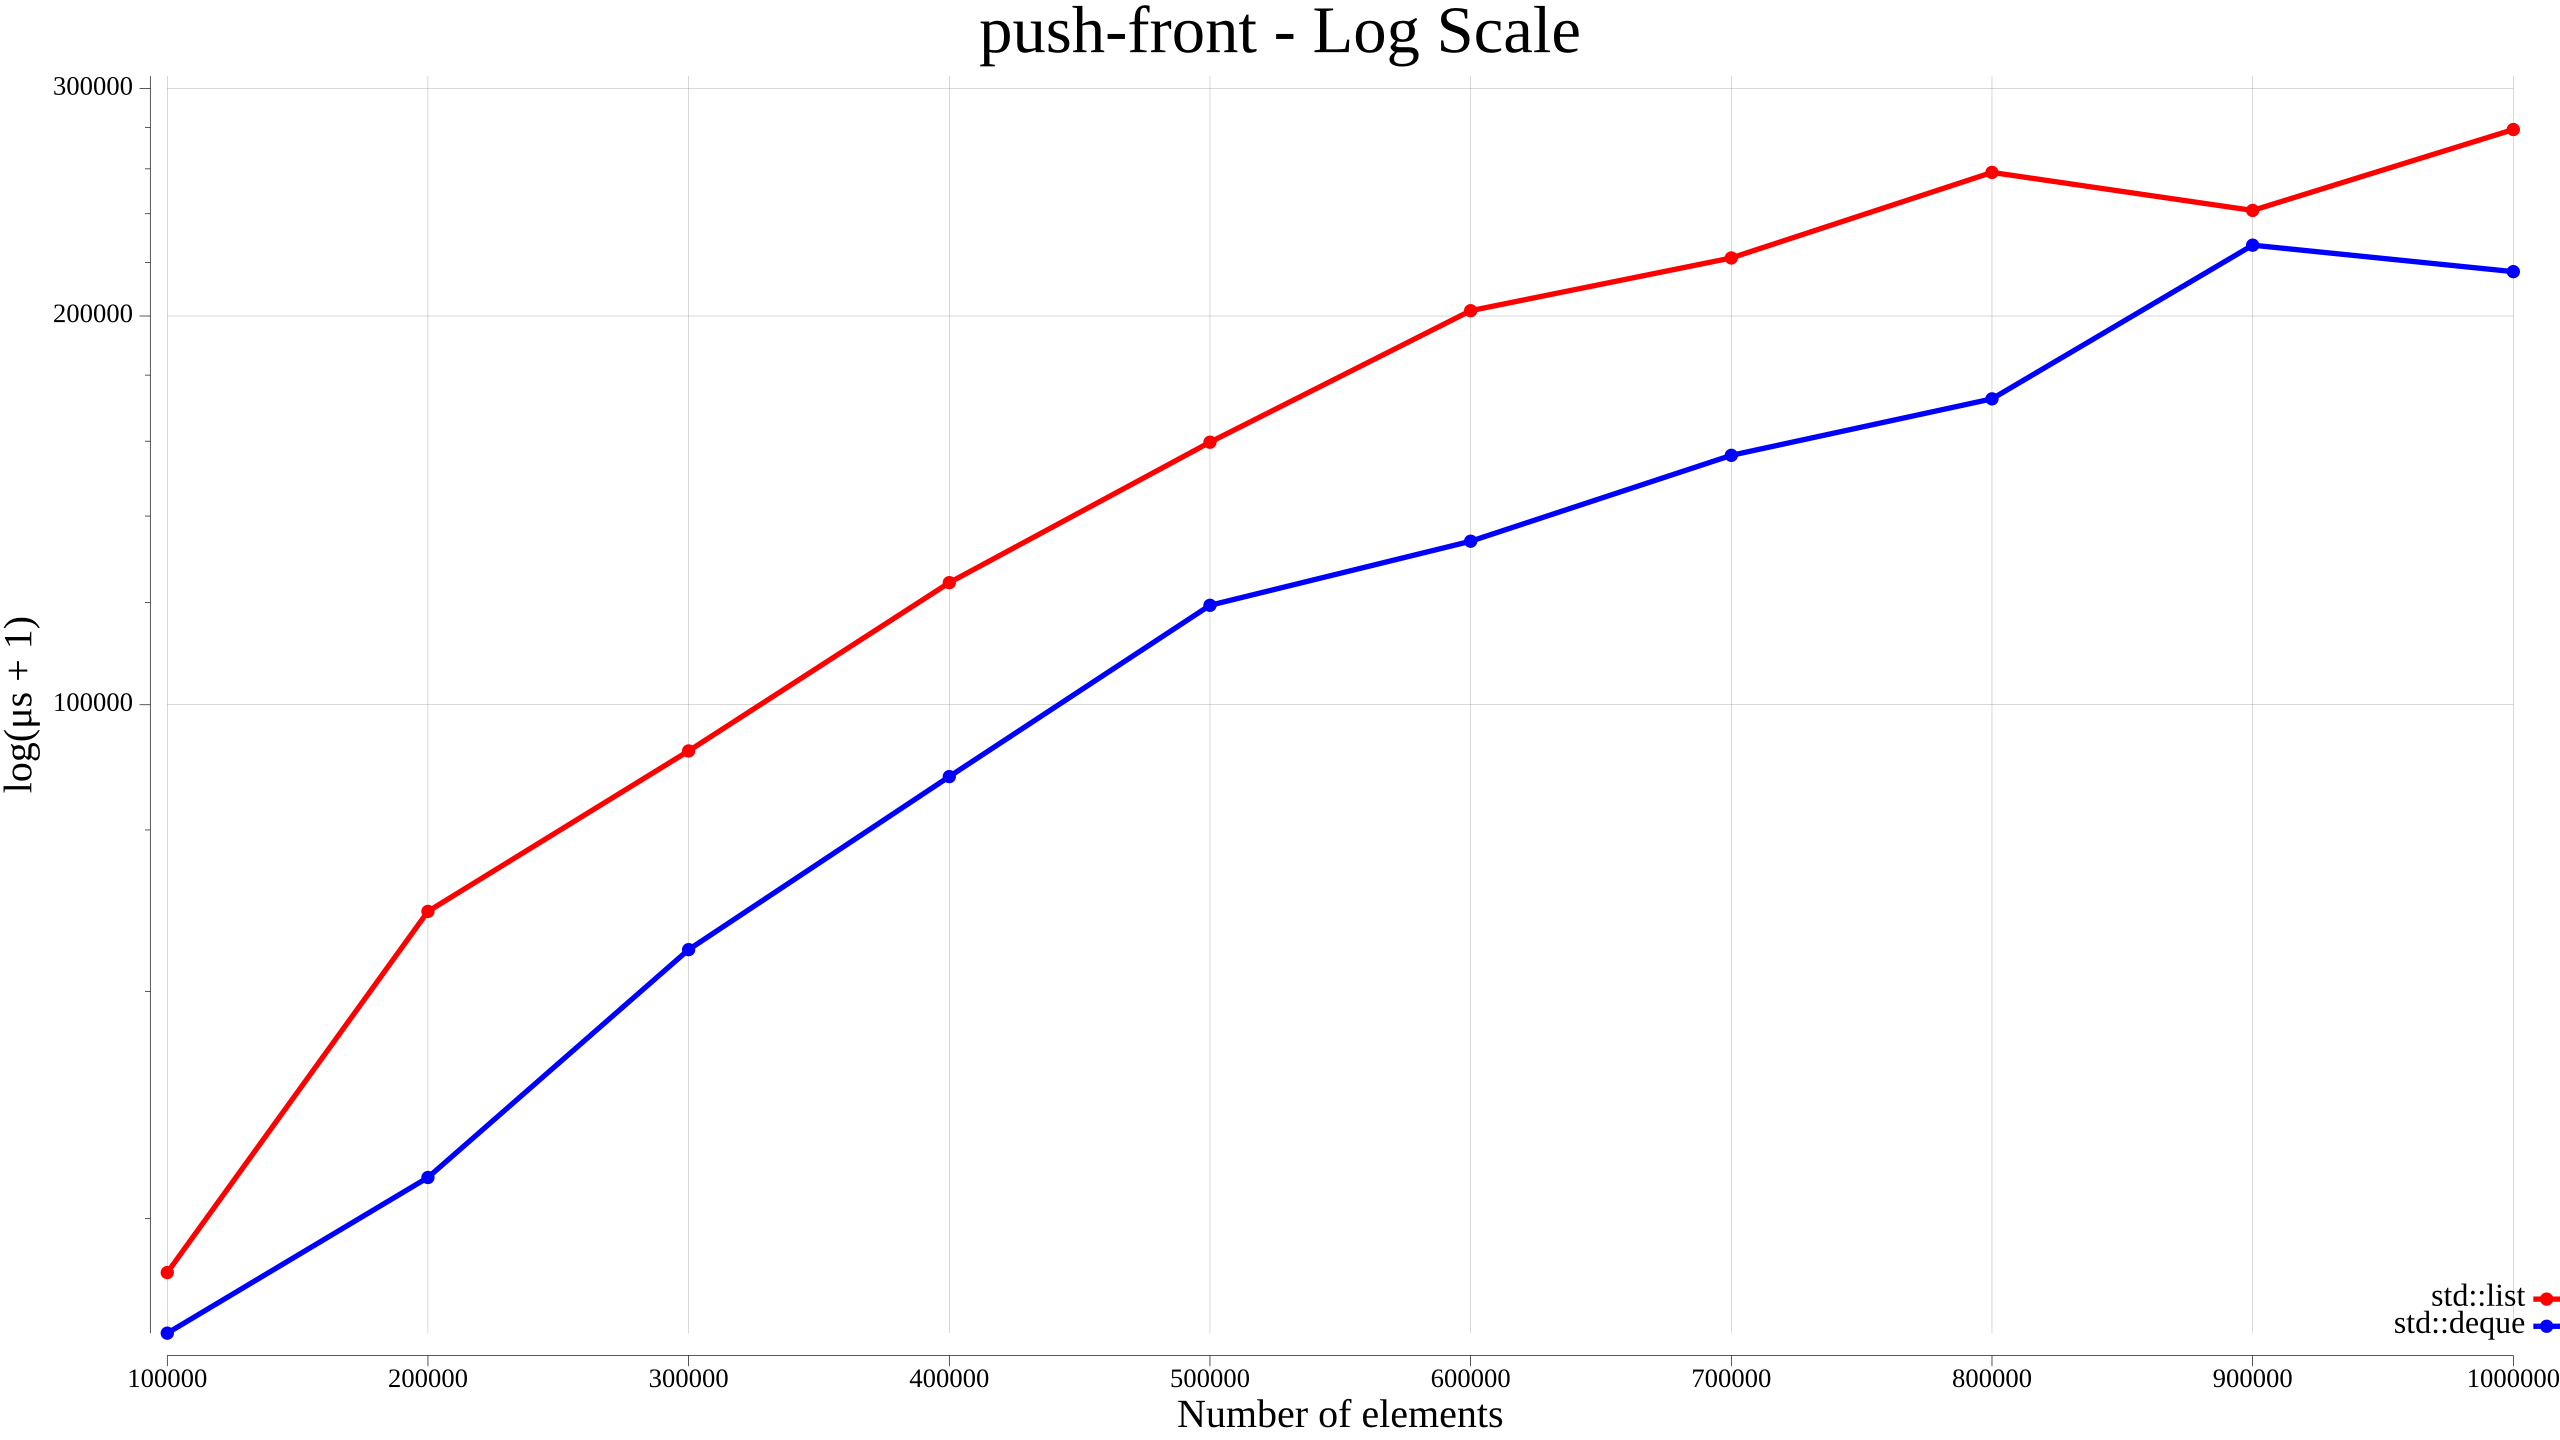 push-front - Log Scale
300000
200000
100000
log(μs + 1)
std::list
std::deque
100000 200000 300000 400000 500000 600000 700000 800000 900000 1000000
Number of elements